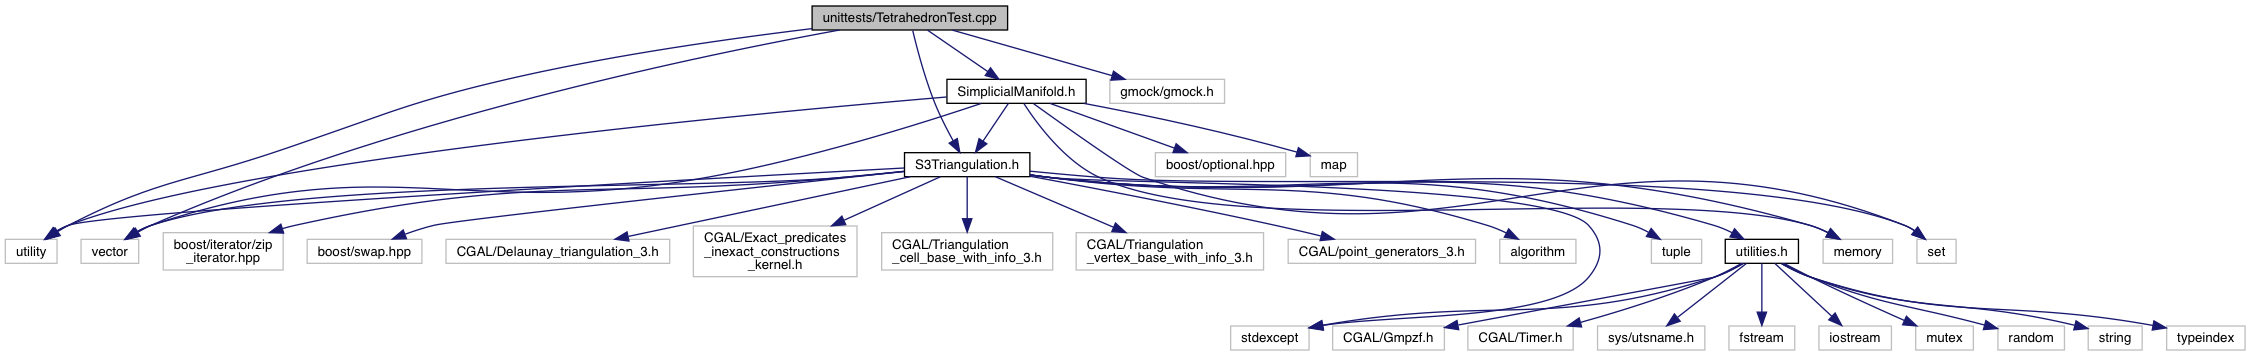 unittests/TetrahedronTest.cpp
SimplicialManifold.h
gmock/gmock.h
S3Triangulation.h
boost/optional.hpp
map
utility
vector
boost/iterator/zip
_iterator.hpp
boost/swap.hpp
CGAL/Delaunay_triangulation_3.h
CGAL/Exact_predicates
_inexact_constructions
_kernel.h
CGAL/Triangulation
_cell_base_with_info_3.h
CGAL/Triangulation
_vertex_base_with_info_3.h
CGAL/point_generators_3.h
algorithm
tuple
utilities.h
memory
set
stdexcept
CGAL/Gmpzf.h
CGAL/Timer.h
sys/utsname.h
fstream
iostream
mutex
random
string
typeindex